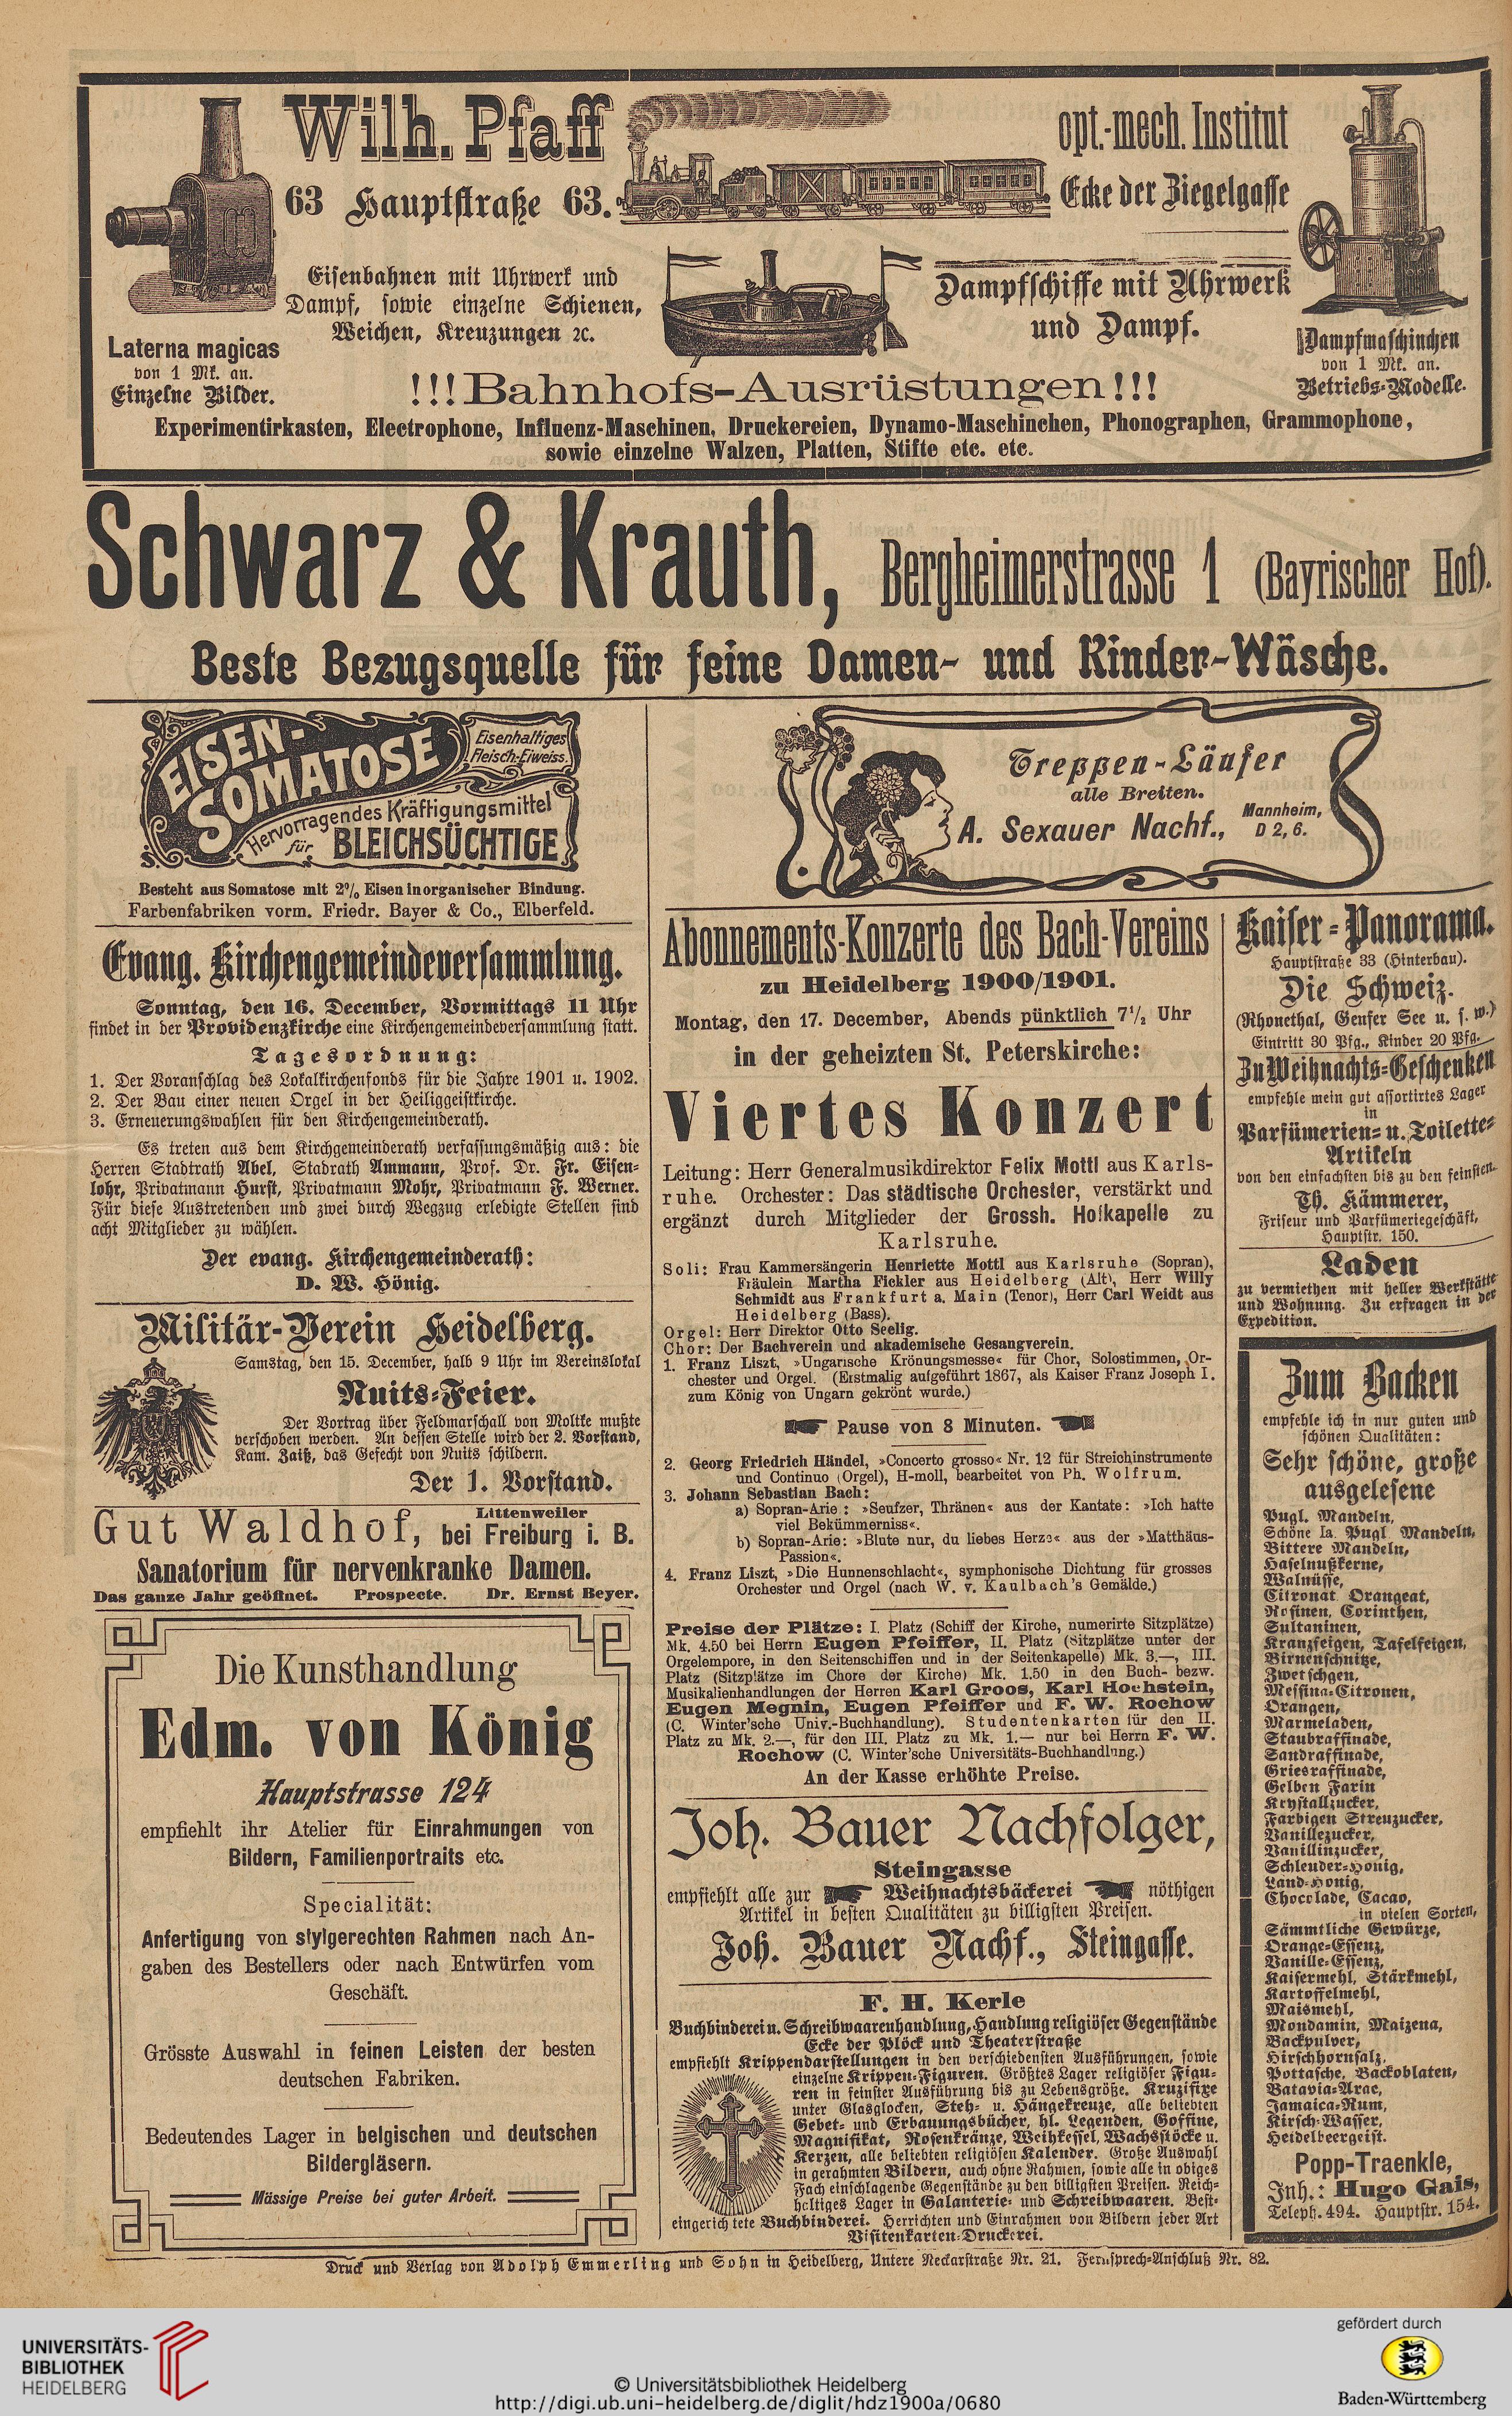 Wilh. Pfaff
opt.-mech. Institut
63 Hauptstraße 63.
Ecke der Ziegelgasse
Eisenbahnen mit Uhrwerk und
Dampf, sowie einzelne Schienen,
Weichen, Kreuzungen ꝛc.
Dampfschiffe mit Uhrwerk
und Dampf.
Laterna magicas
von 1 Mk. an.
Einzelne Bilder.
Dampfmaschinchen
von 1 Mk. an.
Betriebs-Modelle.
!!!Bahnhofs-Ausrüstungen!!!
Experimentirkasten, Electrophone, Influenz-Maschinen, Druckereien, Dynamo-Maschinchen, Phonographen, Grammophone,
sowie einzelne Walzen, Platten, Stifte etc. etc.
Schwarz & Krauth, Bergheimerstrasse 1 (Bayrischer Hof).
Beste Bezugsquelle für feine Damen- und Kinder-Wäsche.
EISEN-
SOMATOSE
Eisenhaltiges
Fleisch-Eiweiss.
Hervorragendes Kräftigungsmittel
für BLEICHSÜCHTIGE
Besteht aus Somatose mit 2% Eisen in organischer Bindung.
Farbenfabriken vorm. Friedr. Bayer & Co., Elberfeld.
Evang. Kirchengemeindeversammlung.
Sonntag, den 16. December, Vormittags 11 Uhr
findet in der Providenzkirche eine Kirchengemeindeversammlung statt.
Tagesordnung:
1. Der Voranschlag des Lokalkirchenfonds für die Jahre 1901 u. 1902.
2. Der Bau einer neuen Orgel in der Heiliggeistkirche.
3. Erneuerungswahlen für den Kirchengemeinderath.
Es treten aus dem Kirchgemeinderath verfassungsmäßig aus: die
Herren Stadtrath Abel, Stadrath Ammann, Prof. Dr. Fr. Eisen-
lohr, Privatmann Hurst, Privatmann Mohr, Privatmann F. Werner.
Für diese Austretenden und zwei durch Wegzug erledigte Stellen sind
acht Mitglieder zu wählen.
Der evang. Kirchengemeinderath:
D. W. Hönig.
Militär-Verein Heidelberg.
Samstag, den 15. December, halb 9 Uhr im Vereinslokal
Nuits-Feier.
Der Vortrag über Feldmarschall von Moltke mußte
verschoben werden. An dessen Stelle wird der 2. Vorstand,
Kam. Zaiß, das Gefecht von Nuits schildern.
Der 1. Vorstand.
Gut Waldhof, Littenweiler
bei Freiburg i. B.
Sanatorium für nervenkranke Damen.
Das ganze Jahr geöffnet. Prospecte. Dr. Ernst Beyer.
Die Kunsthandlung
Edm. von König
Hauptstrasse 124
empfiehlt ihr Atelier für Einrahmungen von
Bildern, Familienportraits etc.
Specialität:
Anfertigung von stylgerechten Rahmen nach An-
gaben des Bestellers oder nach Entwürfen vom
Geschäft.
Grösste Auswahl in feinen Leisten der besten
deutschen Fabriken.
Bedeutendes Lager in belgischen und deutschen
Bildergläsern.
Mässige Preise bei guter Arbeit.
Treppen-Läufer
alle Breiten.
A. Sexauer Nachf., Mannheim,
D 2, 6.
Abonnements-Konzerte des Bach-Vereins
zu Heidelberg 1900/1901.
Montag, den 17. December, Abends pünktlich 7½ Uhr
in der geheizten St. Peterskirche:
Viertes Konzert
Leitung: Herr Generalmusikdirektor Felix Mottl aus Karls-
ruhe. Orchester: Das städtische Orchester, verstärkt und
ergänzt durch Mitglieder der Grossh. Hofkapelle zu
Karlsruhe.
Soli: Frau Kammersängerin Henriette Mottl aus Karlsruhe (Sopran),
Fräulein Martha Fickler aus Heidelberg (Alt), Herr Willy
Schmidt aus Frankfurt a. Main (Tenor), Herr Carl Weidt aus
Heidelberg (Bass).
Orgel: Herr Direktor Otto Seelig.
Chor: Der Bachverein und akademische Gesangverein.
1. Franz Liszt, »Ungarische Krönungsmesse« für Chor, Solostimmen, Or-
chester und Orgel. (Erstmalig aufgeführt 1867, als Kaiser Franz Joseph I.
zum König von Ungarn gekrönt wurde.)
Pause von 8 Minuten.
2. Georg Friedrich Händel, »Concerto grosso« Nr. 12 für Streichinstrumente
und Continuo (Orgel), H-moll, bearbeitet von Ph. Wolfrum.
3. Johann Sebastian Bach:
a) Sopran-Arie: »Seufzer, Thränen« aus der Kantate: »Ich hatte
viel Bekümmerniss«.
b) Sopran-Arie: »Blute nur, du liebes Herze« aus der »Matthäus-
Passion«.
4. Franz Liszt, »Die Hunnenschlacht«, symphonische Dichtung für grosses
Orchester und Orgel (nach W. v. Kaulbach's Gemälde.)
Preise der Plätze: I. Platz (Schiff der Kirche, numerirte Sitzplätze)
Mk. 4.50 bei Herrn Eugen Pfeiffer, II. Platz (Sitzplätze unter der
Orgelempore, in den Seitenschiffen und in der Seitenkapelle) Mk. 3.—, III.
Platz (Sitzplätze im Chore der Kirche) Mk. 1.50 in den Buch- bezw.
Musikalienhandlungen der Herren Karl Groos, Karl Hochstein,
Eugen Megnin, Eugen Pfeiffer und F. W. Rochow
(C. Winter'sche Univ.-Buchhandlung). Studentenkarten für den II.
Platz zu Mk. 2.—, für den III. Platz zu Mk. 1.— nur bei Herrn F. W.
Rochow (C. Winter'sche Universitäts-Buchhandlung.)
An der Kasse erhöhte Preise.
Joh. Bauer Nachfolger,
Steingasse
empfiehlt alle zur Weihnachtsbäckerei nöthigen
Artikel in besten Qualitäten zu billigsten Preisen.
Joh. Bauer Nachf., Steingasse.
F. H. Kerle
Buchbinderei u. Schreibwaarenhandlung, Handlung religiöser Gegenstände
Ecke der Plöck und Theaterstraße
empfiehlt Krippendarstellungen in den verschiedensten Ausführungen, sowie
einzelne Krippen-Figuren. Größtes Lager religiöser Figu-
ren in feinster Ausführung bis zu Lebensgröße. Kruzifixe
unter Glasglocken, Steh- u. Hängekreuze, alle beliebten
Gebet- und Erbauungsbücher, hl. Legenden, Goffine,
Magnifikat, Rosenkränze, Weihkessel, Wachsstöcke u.
Kerzen, alle beliebten religiösen Kalender. Große Auswahl
in gerahmten Bildern, auch ohne Rahmen, sowie alle in obiges
Fach einschlagende Gegenstände zu den billigsten Preisen. Reich-
haltiges Lager in Galanterie- und Schreibwaaren. Best-
eingerichtete Buchbinderei. Herrichten und Einrahmen von Bildern jeder Art
Visitenkarten-Druckerei.
Kaiser-Panorama.
Hauptstraße 33 (Hinterbau).
Die Schweiz.
(Rhonethal, Genfer See u. s. w.)
Eintritt 30 Pfg., Kinder 20 Pfg.
Zu Weihnachts-Geschenken
empfehle mein gut assortirtes Lager
in
Parfümerien- u. Toilette-
Artikeln
von den einfachsten bis zu den feinsten.
Th. Kämmerer,
Friseur und Parfümeriegeschäft,
Hauptstr. 150.
Laden
zu vermiethen mit heller Werkstätte
und Wohnung. Zu erfragen in der
Expedition.
Zum Backen
empfehle ich in nur guten und
schönen Qualitäten:
Sehr schöne, große
ausgelesene
Pugl. Mandeln,
Schöne Ia. Pugl Mandeln,
Bittere Mandeln,
Haselnußkerne,
Walnüsse,
Citronat Orangeat,
Rosinen, Corinthen,
Sultaninen,
Kranzfeigen, Tafelfeigen,
Birnenschnitze,
Zwetschgen,
Messina-Citronen,
Orangen,
Marmeladen,
Staubraffinade,
Sandraffinade,
Griesraffinade,
Gelben Farin
Krystallzucker,
Farbigen Streuzucker,
Vanillezucker,
Vanillinzucker,
Schleuder-Honig,
Land-Honig,
Chocolade, Cacao,
in vielen Sorten,
Sämmtliche Gewürze,
Orange-Essenz,
Vanille-Essenz,
Kaisermehl, Stärkmehl,
Kartoffelmehl,
Maismehl,
Mondamin, Maizena,
Backpulver,
Hirschhornsalz,
Pottasche, Backoblaten,
Batavia-Arac,
Jamaica-Rum,
Kirsch-Wasser,
Heidelbeergeist.
Popp-Traenkle,
Inh.: Hugo Gais,
Teleph. 494. Hauptstr. 154.
Druck und Verlag von Adolph Emmerling und Sohn in Heidelberg, Untere Neckarstraße Nr. 21. Fernsprech-Anschluß Nr. 82.
UNIVERSITÄTS-
BIBLIOTHEK
HEIDELBERG
© Universitätsbibliothek Heidelberg
http://digi.ub.uni-heidelberg.de/diglit/hdz1900a/0680
gefördert durch
Baden-Württemberg